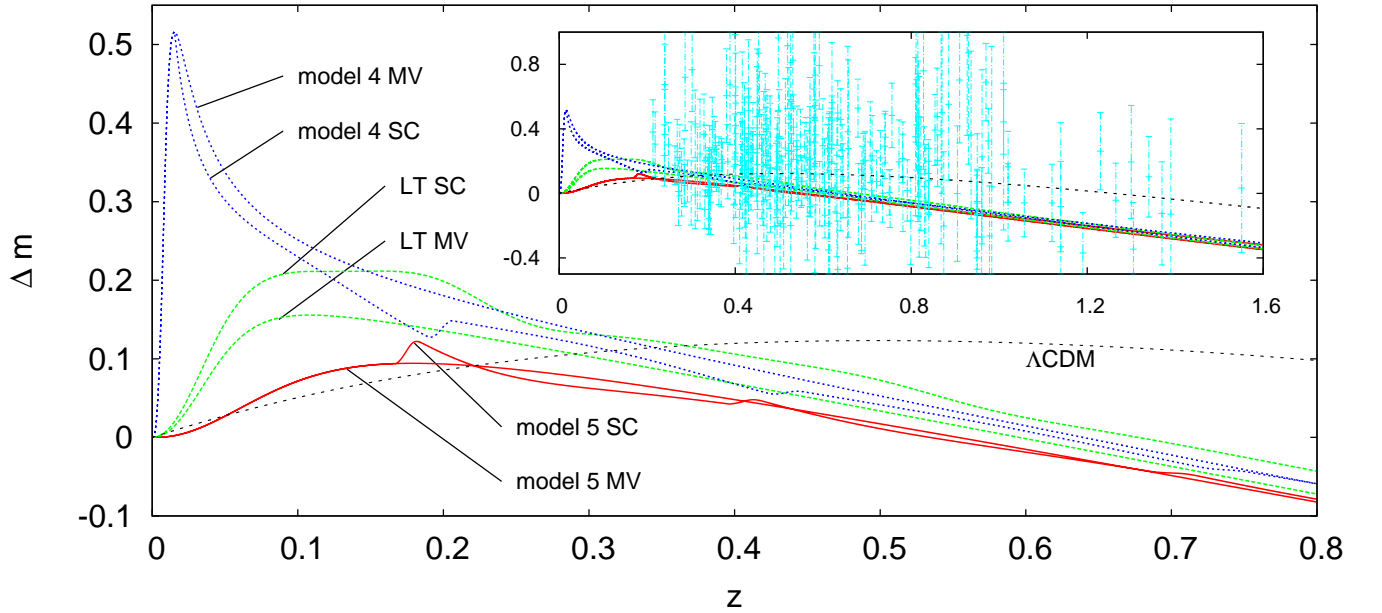 0.5
0.4
0.3
0.2
0.1
0
-0.1
Δ m
model 4 MV
model 4 SC
LT SC
LT MV
0.8
0.4
0
-0.4
0 0.4 0.8 1.2 1.6
ΛCDM
model 5 SC
model 5 MV
0 0.1 0.2 0.3 0.4 0.5 0.6 0.7 0.8
z